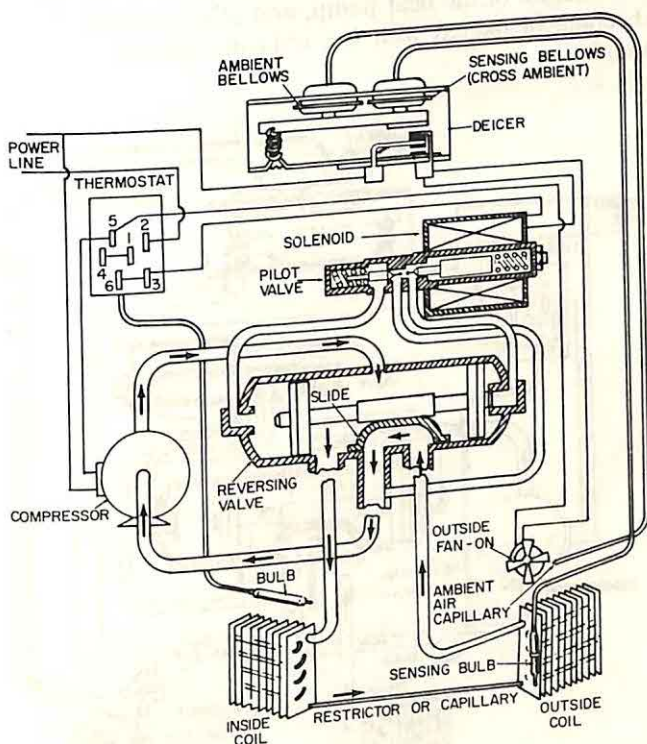 AMBIENT
BELLOWS
SENSING BELLOWS
(CROSS AMBIENT)
DEICER
POWER
LINE
THERMOSTAT
5
2
1
4
6
3
SOLENOID
PILOT
VALVE
SLIDE
REVERSING
VALVE
COMPRESSOR
BULB
OUTSIDE
FAN-ON
AMBIENT
AIR
CAPILLARY
SENSING BULB
RESTRICTOR OR CAPILLARY
INSIDE
COIL
OUTSIDE
COIL